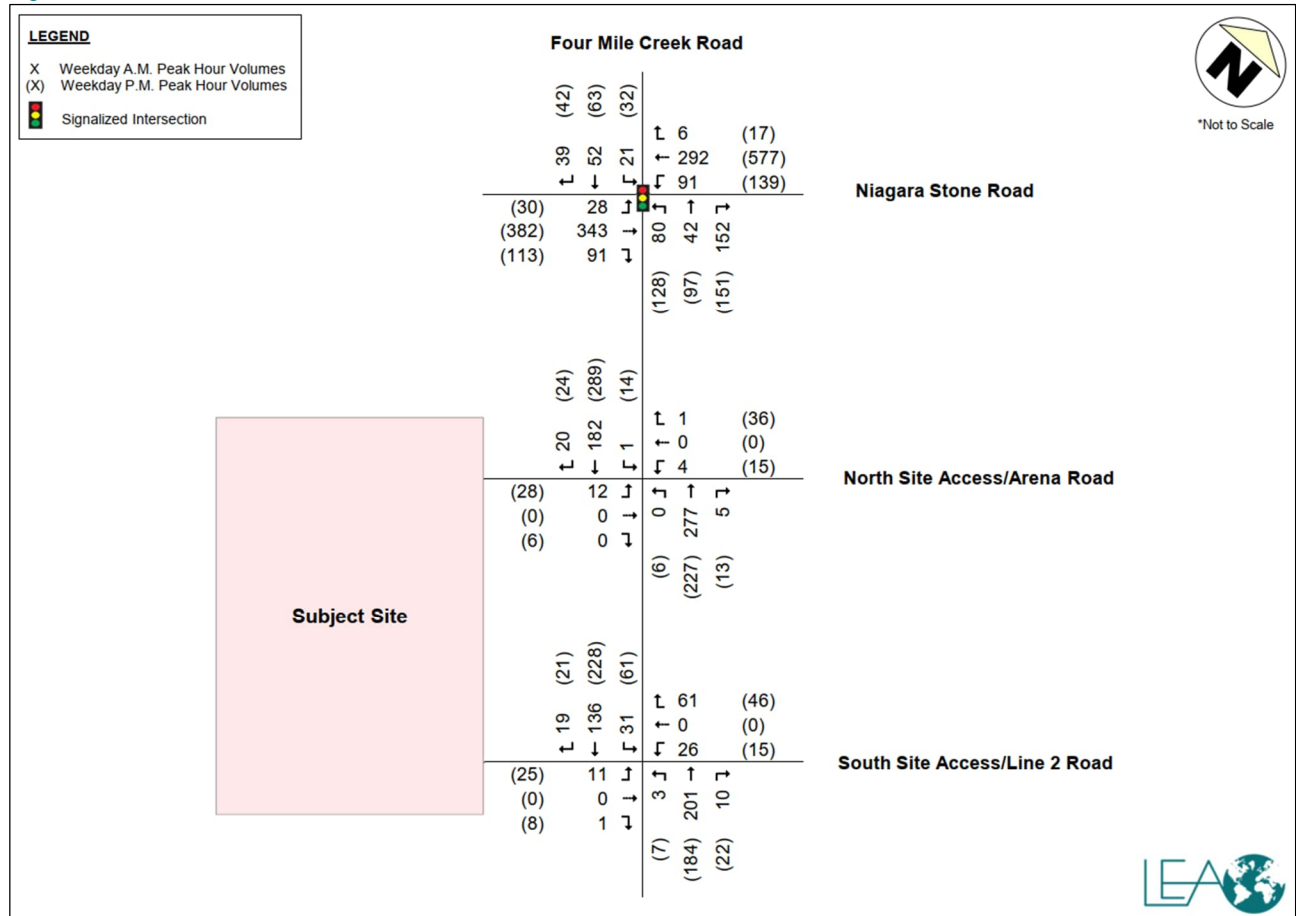 LEGEND
X Weekday A.M. Peak Hour Volumes
(X) Weekday P.M. Peak Hour Volumes
Signalized Intersection
Four Mile Creek Road
N
*Not to Scale
(42) (63) (32)
39 52 21
6 (17)
292 (577)
91 (139)
Niagara Stone Road
(30) 28
(382) 343
(113) 91
80 42 152
(128) (97) (151)
(24) (289) (14)
20 182 1
1 (36)
0 (0)
4 (15)
North Site Access/Arena Road
(28) 12
(0) 0
(6) 0
0 277 5
(6) (227) (13)
Subject Site
(21) (228) (61)
19 136 31
61 (46)
0 (0)
26 (15)
South Site Access/Line 2 Road
(25) 11
(0) 0
(8) 1
3 201 10
(7) (184) (22)
LEA